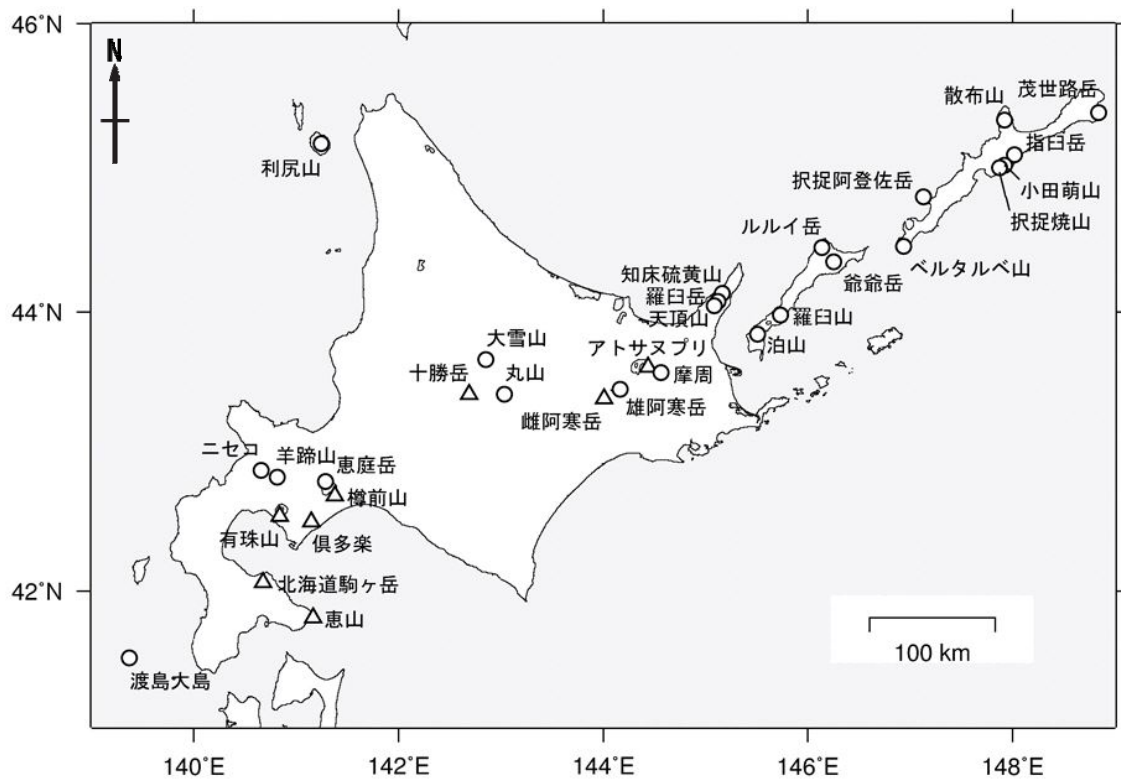 46°N
N
茂世路岳
散布山
指臼岳
利尻山
択捉阿登佐岳
小田萌山
択捉焼山
ルルイ岳
ベルタルベ山
知床硫黄山
爺爺岳
羅臼岳
44°N
天頂山
羅臼山
大雪山
アトサヌプリ
泊山
十勝岳
丸山
摩周
雌阿寒岳
雄阿寒岳
ニセコ
羊蹄山
恵庭岳
樽前山
有珠山
倶多楽
42°N
北海道駒ヶ岳
恵山
100 km
渡島大島
140°E
142°E
144°E
146°E
148°E